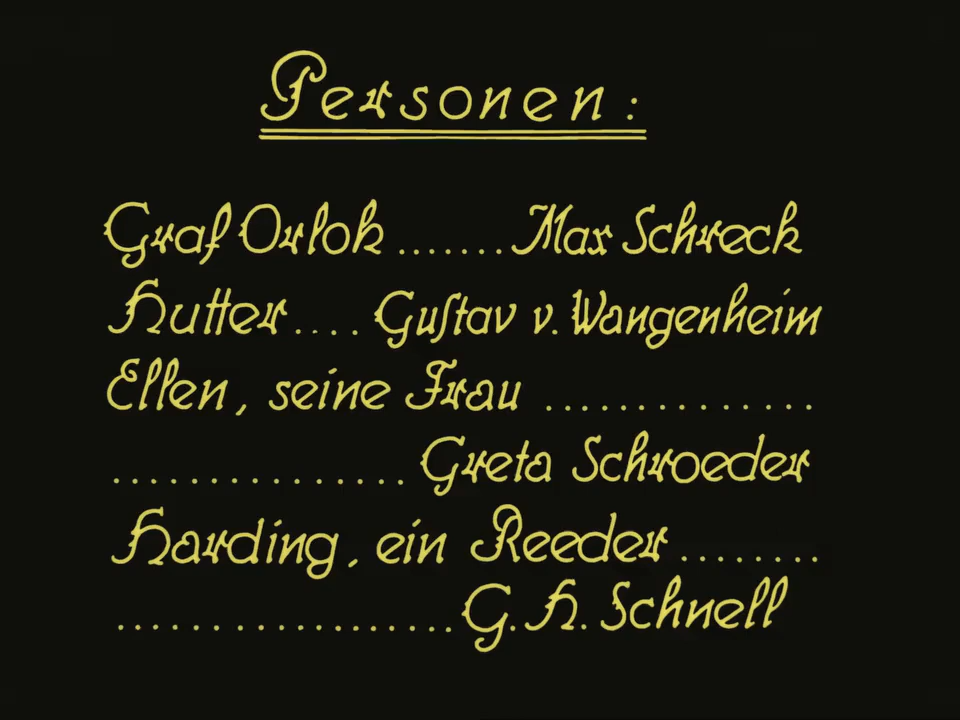 Personen:
Graf Orlok.......Max Schreck
Hutter.... Guſtav v. Wangenheim
Ellen, seine Frau ..............
................ Greta Schroeder
Harding, ein Reeder........
...................G. H. Schnell